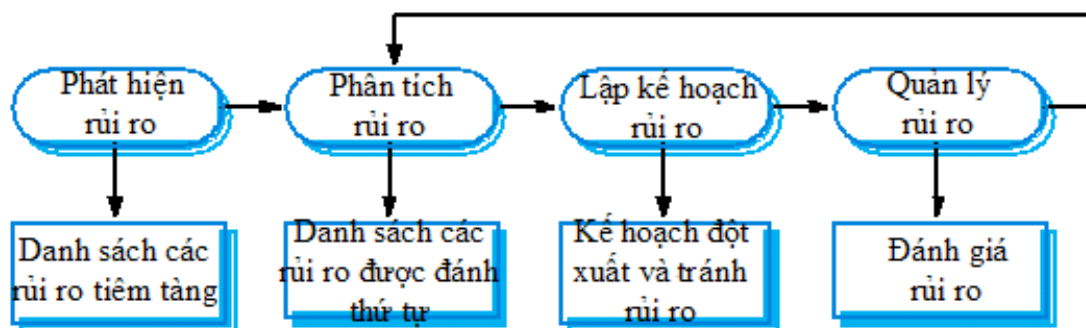 Phát hiện
rủi ro
Phân tích
rủi ro
Lập kế hoạch
rủi ro
Quản lý
rủi ro
Danh sách các
rủi ro tiêm tàng
Danh sách các
rủi ro được đánh
thứ tự
Kế hoạch đột
xuất và tránh
rủi ro
Đánh giá
rủi ro